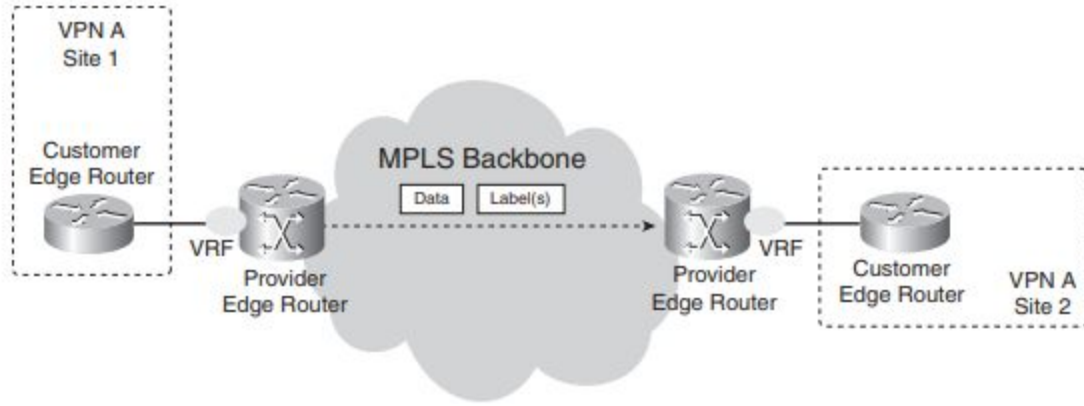 VPN A
Site 1
Customer
Edge Router
VRF
Provider
Edge Router
MPLS Backbone
Data
Label(s)
Provider
Edge Router
VRF
Customer
Edge Router
VPN A
Site 2